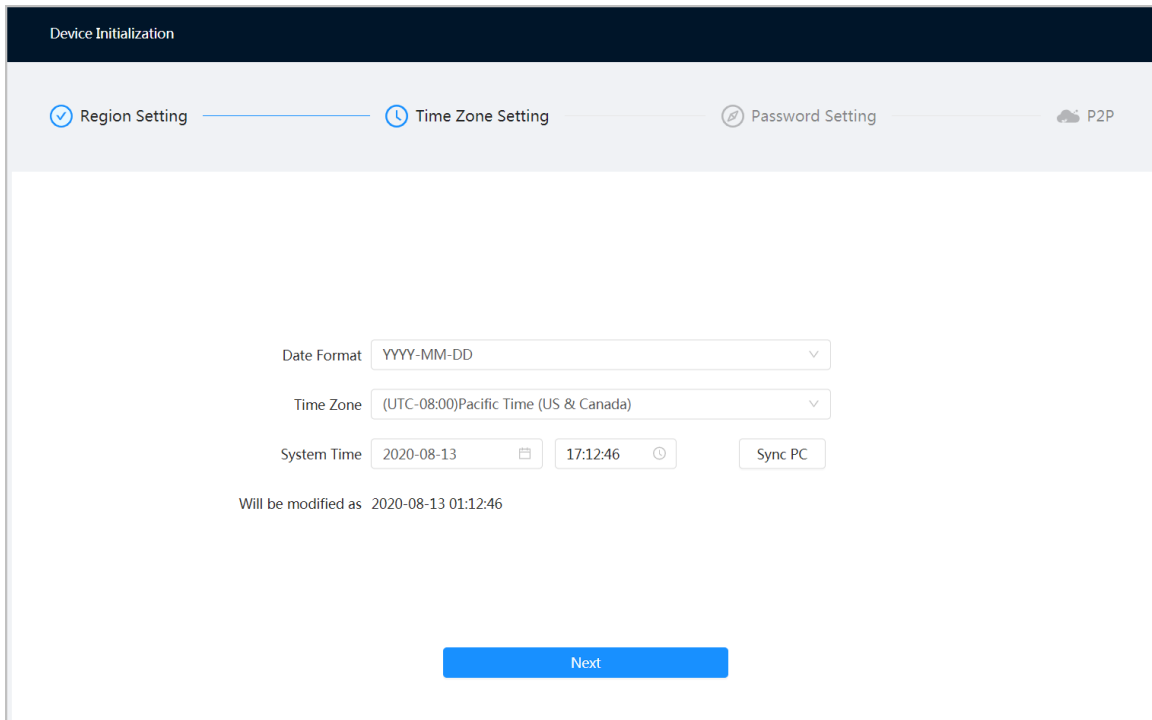 Device Initialization
Region Setting Time Zone Setting Password Setting P2P
Date Format YYYY-MM-DD
Time Zone (UTC-08:00)Pacific Time (US & Canada)
System Time 2020-08-13 17:12:46 Sync PC
Will be modified as 2020-08-13 01:12:46
Next